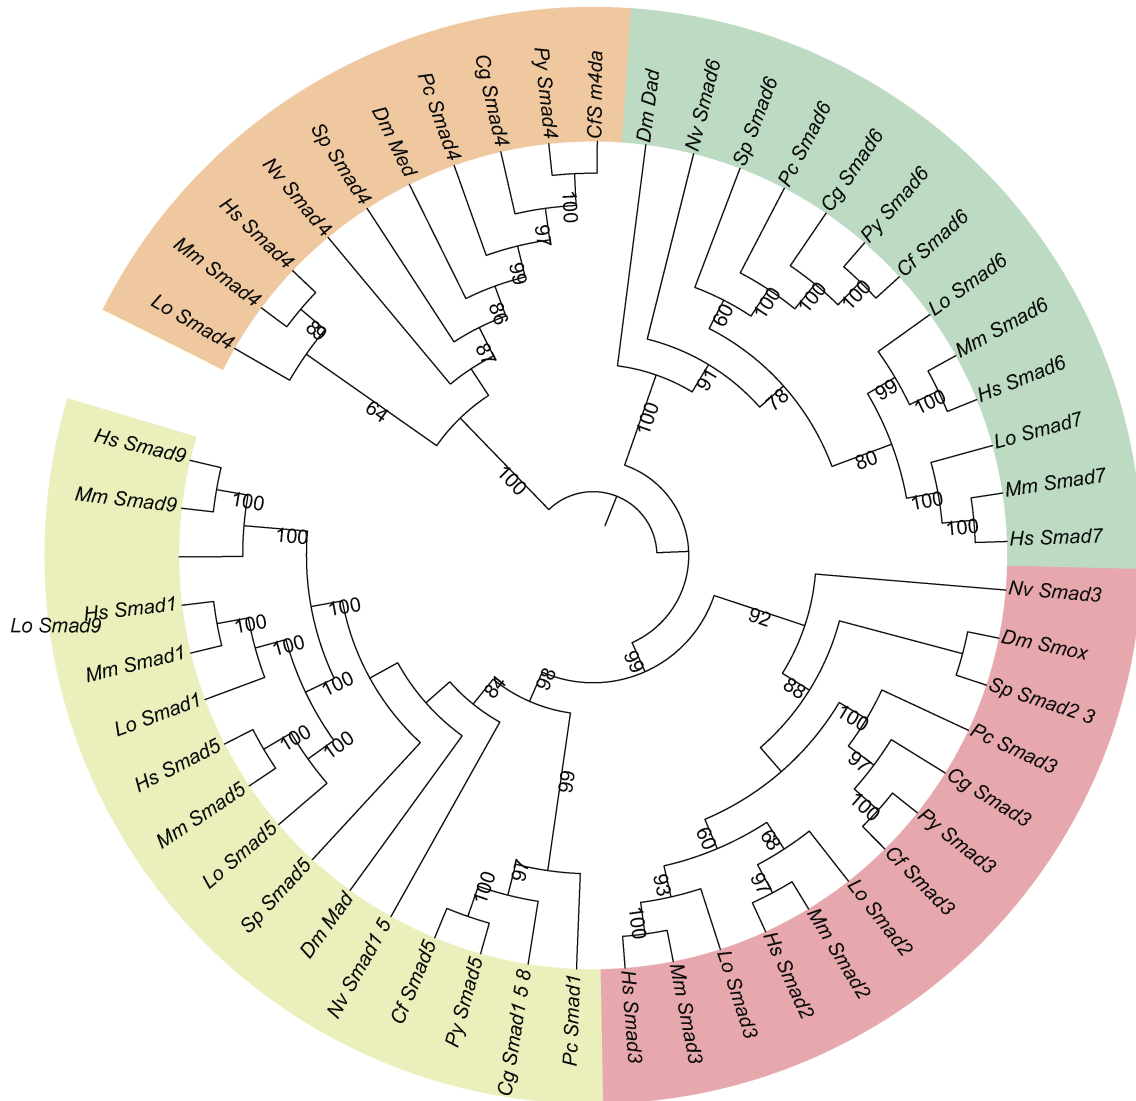 CfS m4da
Py Smad4
Cg Smad4
Pc Smad4
Dm Med
Sp Smad4
Nv Smad4
Hs Smad4
Mm Smad4
Lo Smad4
100
97
99
98
87
89
64
100
Dm Dad
Nv Smad6
Sp Smad6
Pc Smad6
Cg Smad6
Py Smad6
Cf Smad6
Lo Smad6
Mm Smad6
Hs Smad6
Lo Smad7
Mm Smad7
Hs Smad7
100
91
78
60
100
100
100
99
100
80
100
100
Nv Smad3
Dm Smox
Sp Smad2 3
Pc Smad3
Cg Smad3
Py Smad3
Cf Smad3
Lo Smad2
Mm Smad2
Hs Smad2
Lo Smad3
Mm Smad3
Hs Smad3
92
88
100
97
100
68
97
60
93
100
99
Pc Smad1
Cg Smad1 5 8
Py Smad5
Cf Smad5
Nv Smad1 5
Dm Mad
Sp Smad5
Lo Smad5
Mm Smad5
Hs Smad5
Lo Smad1
Mm Smad1
Hs Smad1
Lo Smad9
Mm Smad9
Hs Smad9
98
84
99
97
100
100
100
100
100
100
100
100
100